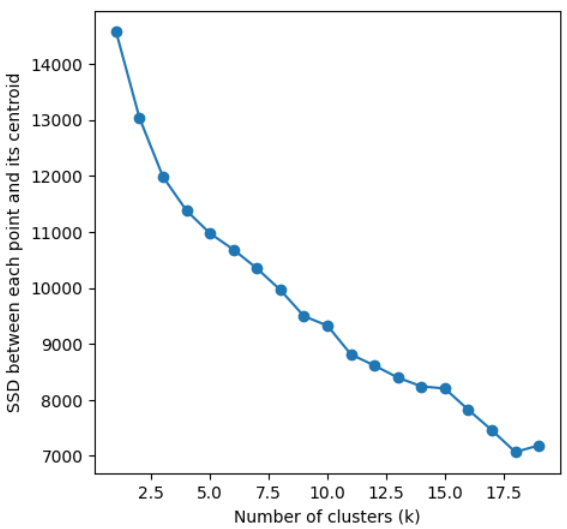 SSD between each point and its centroid
14000
13000
12000
11000
10000
9000
8000
7000
2.5 5.0 7.5 10.0 12.5 15.0 17.5
Number of clusters (k)